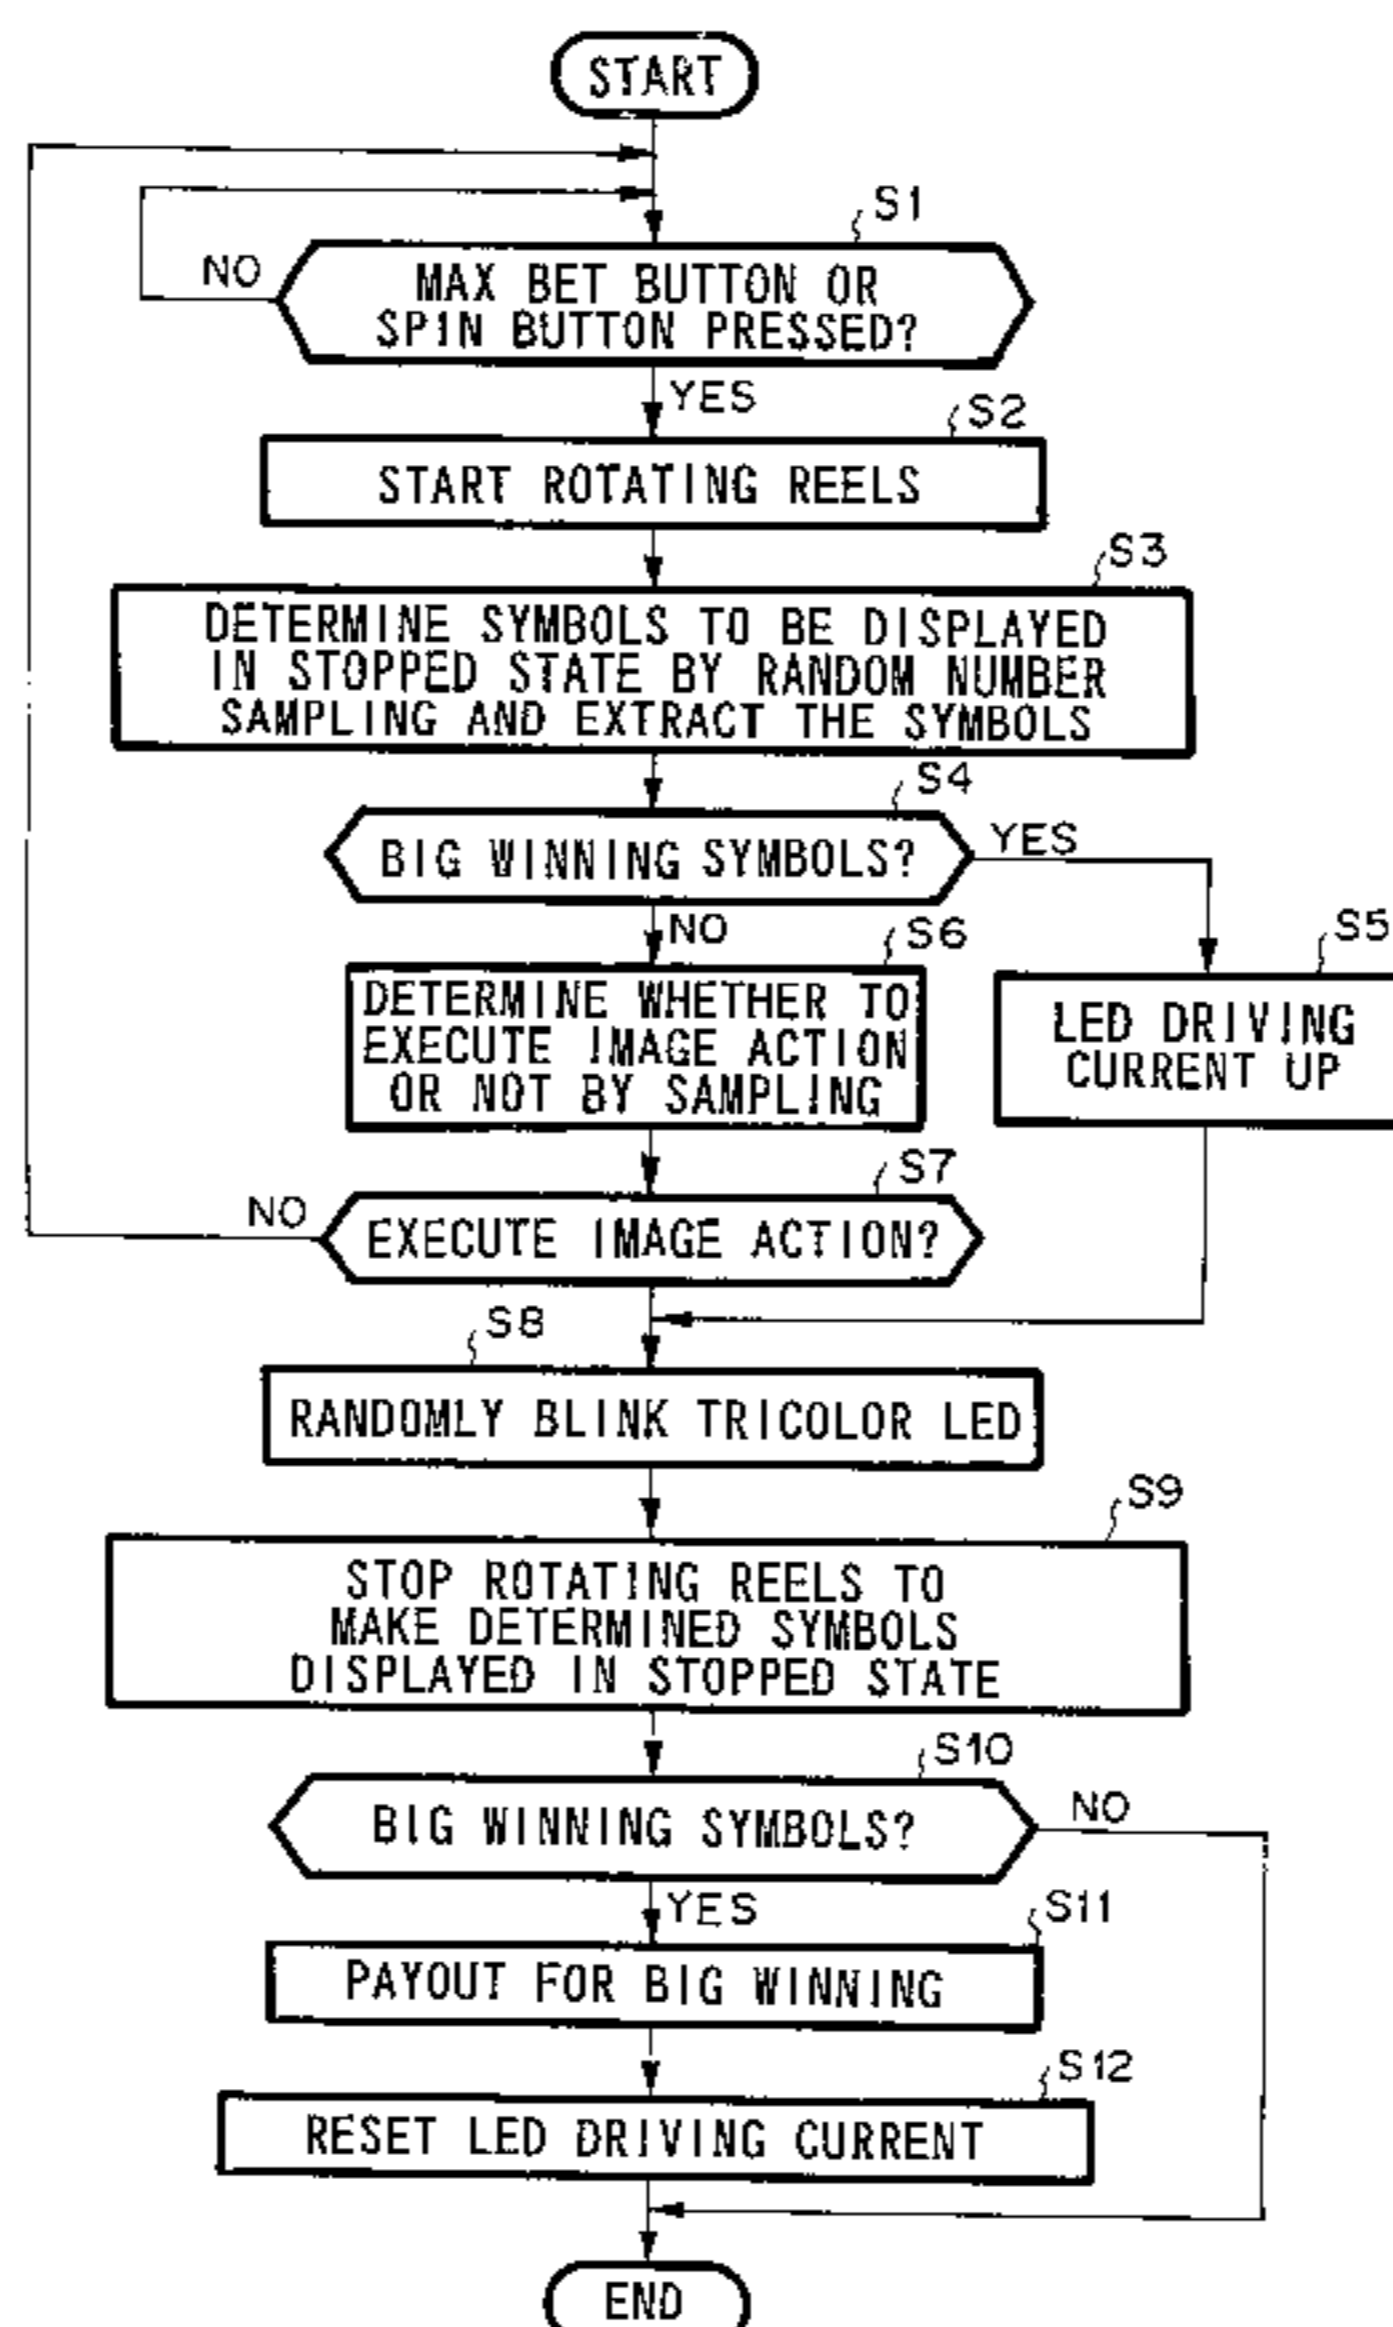 START
S1
NO
MAX BET BUTTON OR
SPIN BUTTON PRESSED?
YES
S2
START ROTATING REELS
S3
DETERMINE SYMBOLS TO BE DISPLAYED
IN STOPPED STATE BY RANDOM NUMBER
SAMPLING AND EXTRACT THE SYMBOLS
S4
BIG WINNING SYMBOLS?
YES
NO
S6
S5
DETERMINE WHETHER TO
EXECUTE IMAGE ACTION
OR NOT BY SAMPLING
LED DRIVING
CURRENT UP
S7
NO
EXECUTE IMAGE ACTION?
S8
RANDOMLY BLINK TRICOLOR LED
S9
STOP ROTATING REELS TO
MAKE DETERMINED SYMBOLS
DISPLAYED IN STOPPED STATE
S10
BIG WINNING SYMBOLS?
NO
YES
S11
PAYOUT FOR BIG WINNING
S12
RESET LED DRIVING CURRENT
END